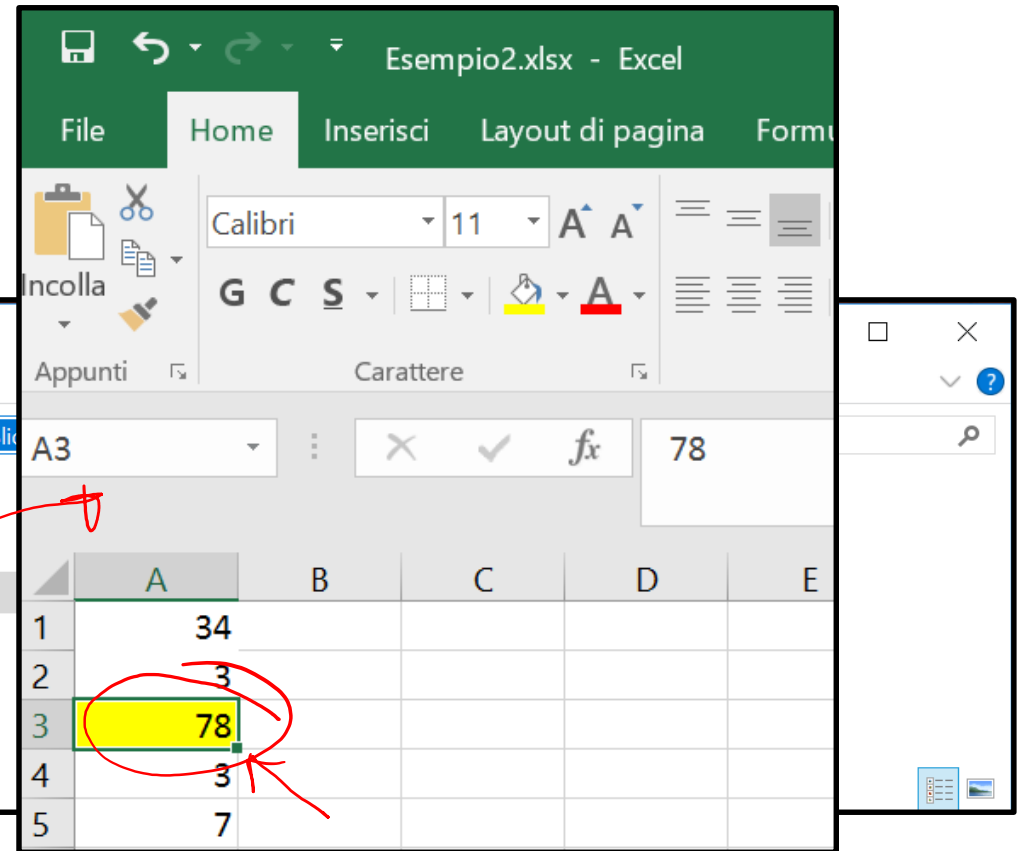 Esempio2.xlsx - Excel
File Home Inserisci Layout di pagina
Calibri 11 A A
Incolla
G C S A
Appunti Carattere
?
A3 fx 78
A B C D E
1 34
2 3
3 78
4 3
5 7